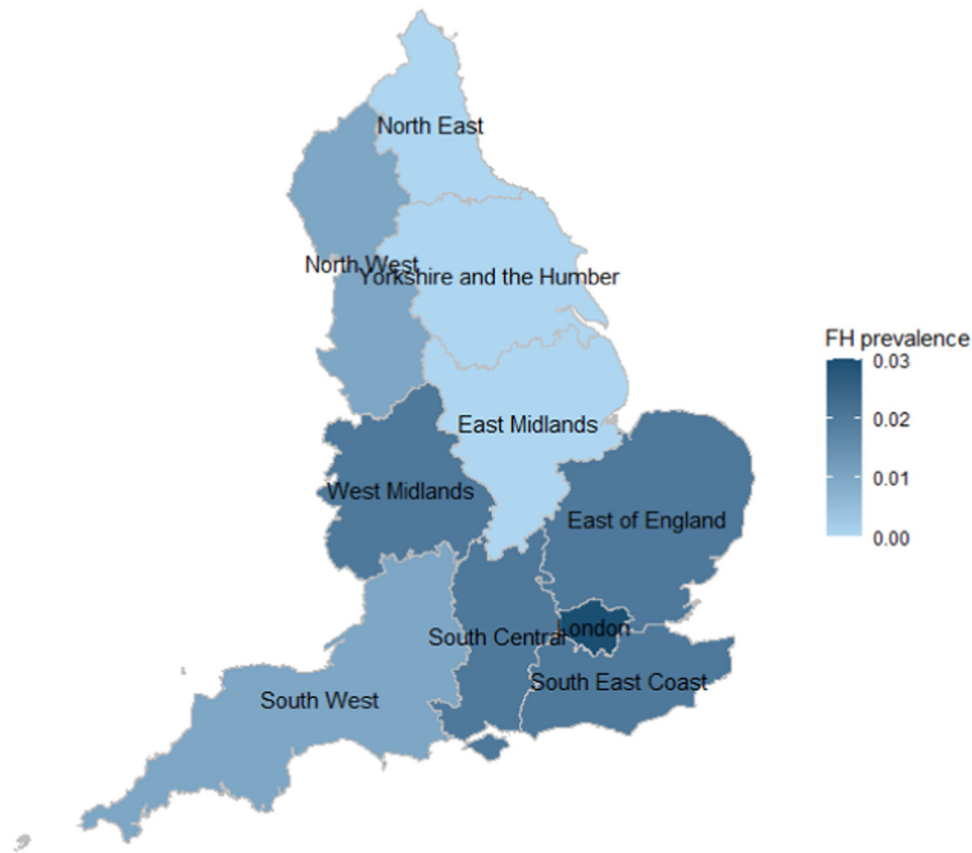 North East
North West
Yorkshire and the Humber
FH prevalence
0.03
0.02
East Midlands
0.01
West Midlands
East of England
0.00
London
South Central
South East Coast
South West